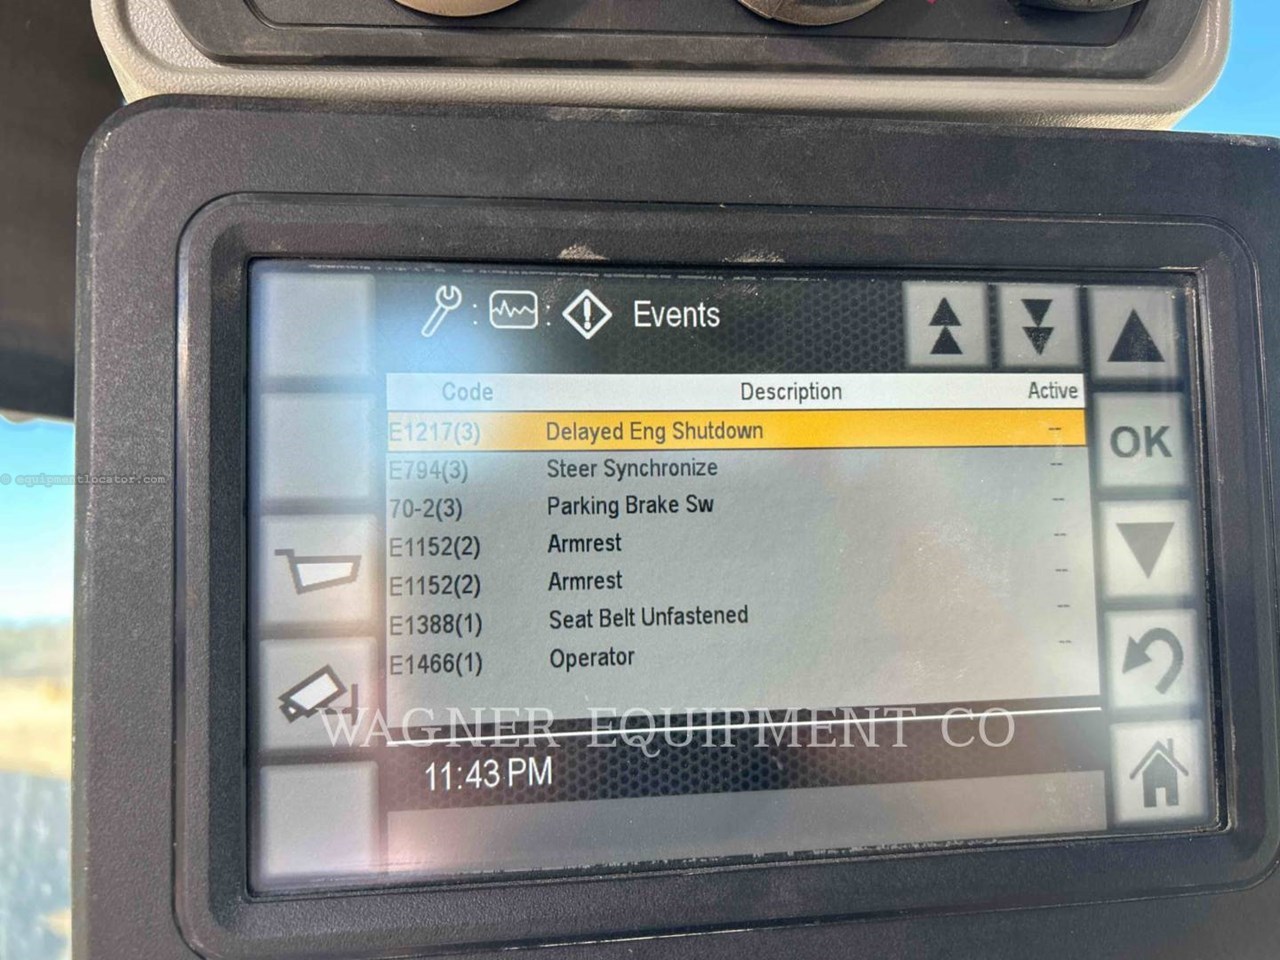 Events
Code Description Active
E1217(3) Delayed Eng Shutdown --
E794(3) Steer Synchronize --
70-2(3) Parking Brake Sw --
E1152(2) Armrest --
E1152(2) Armrest --
E1388(1) Seat Belt Unfastened --
E1466(1) Operator --
OK
11:43 PM
© equipmentlocator.com
WAGNER EQUIPMENT CO